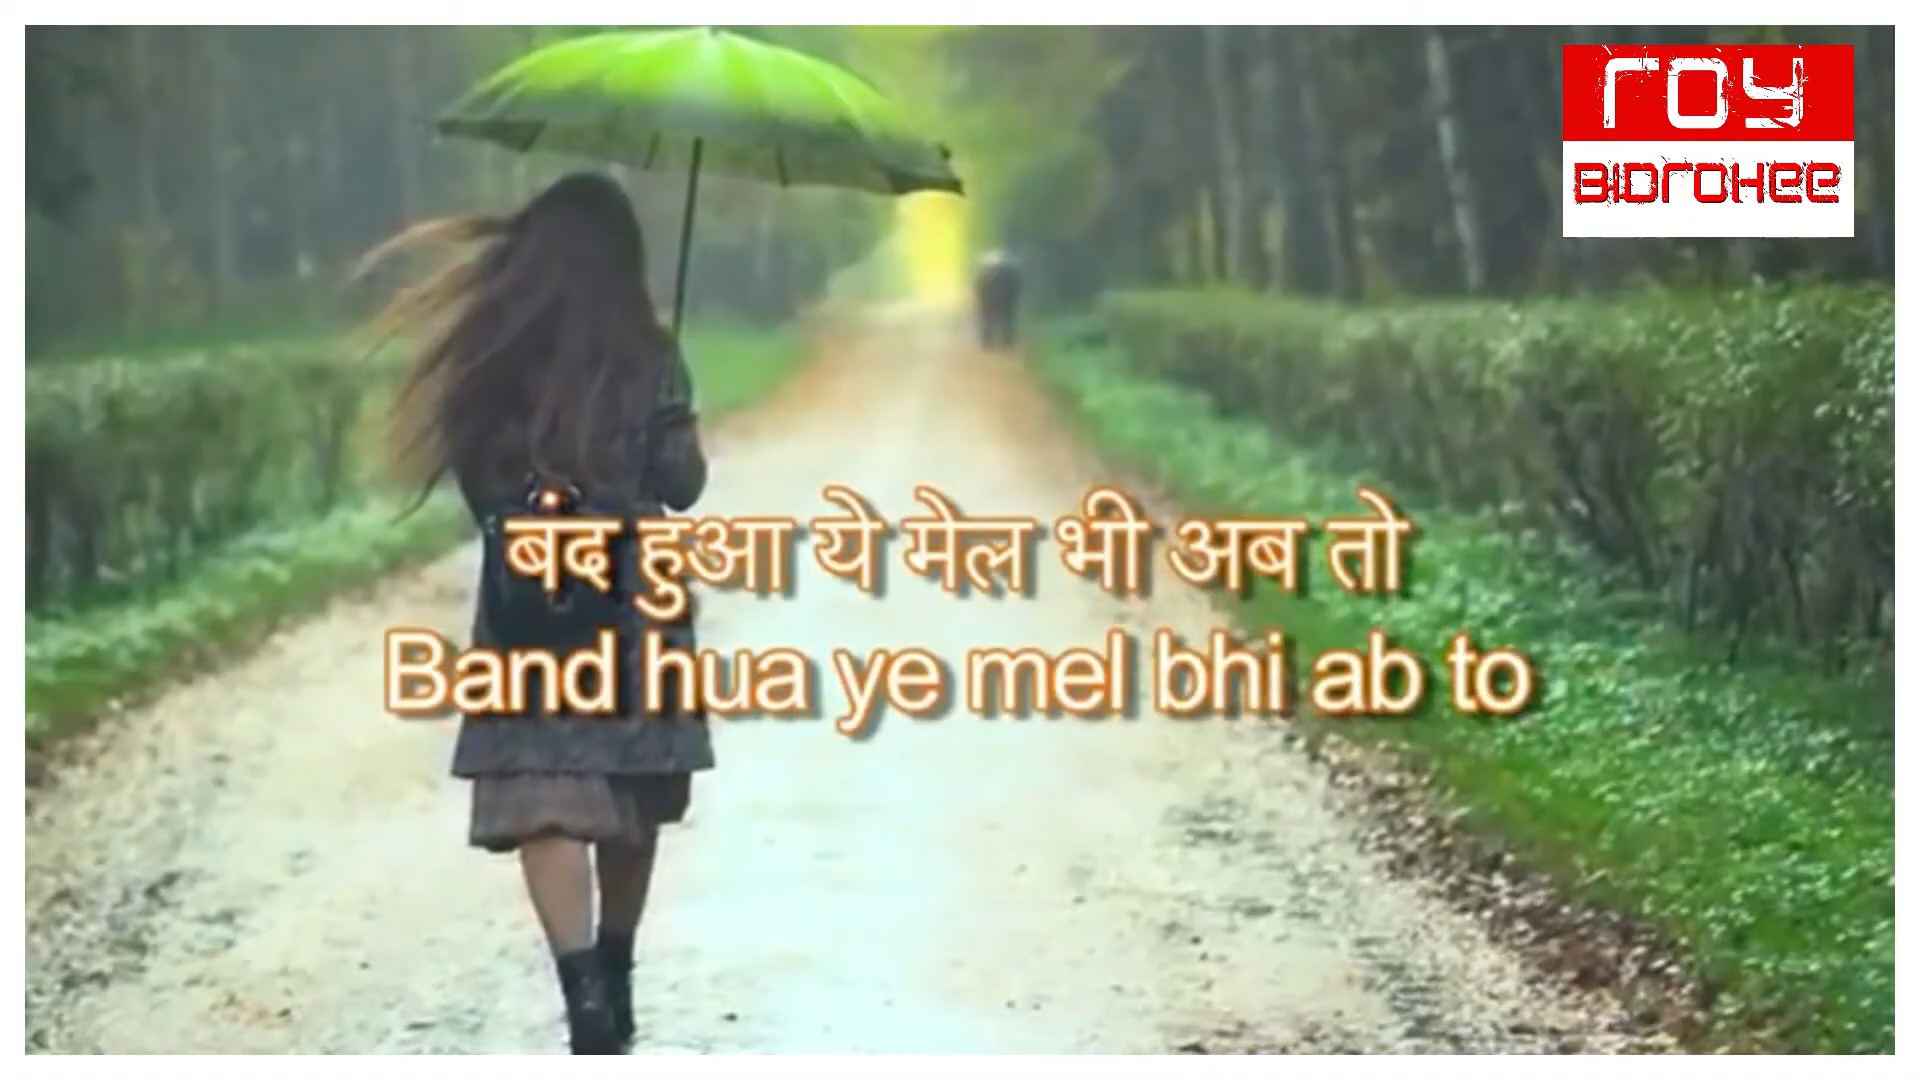 roy
BIDroHee
बंद हुआ ये मेल भी अब तो
Band hua ye mel bhi ab to